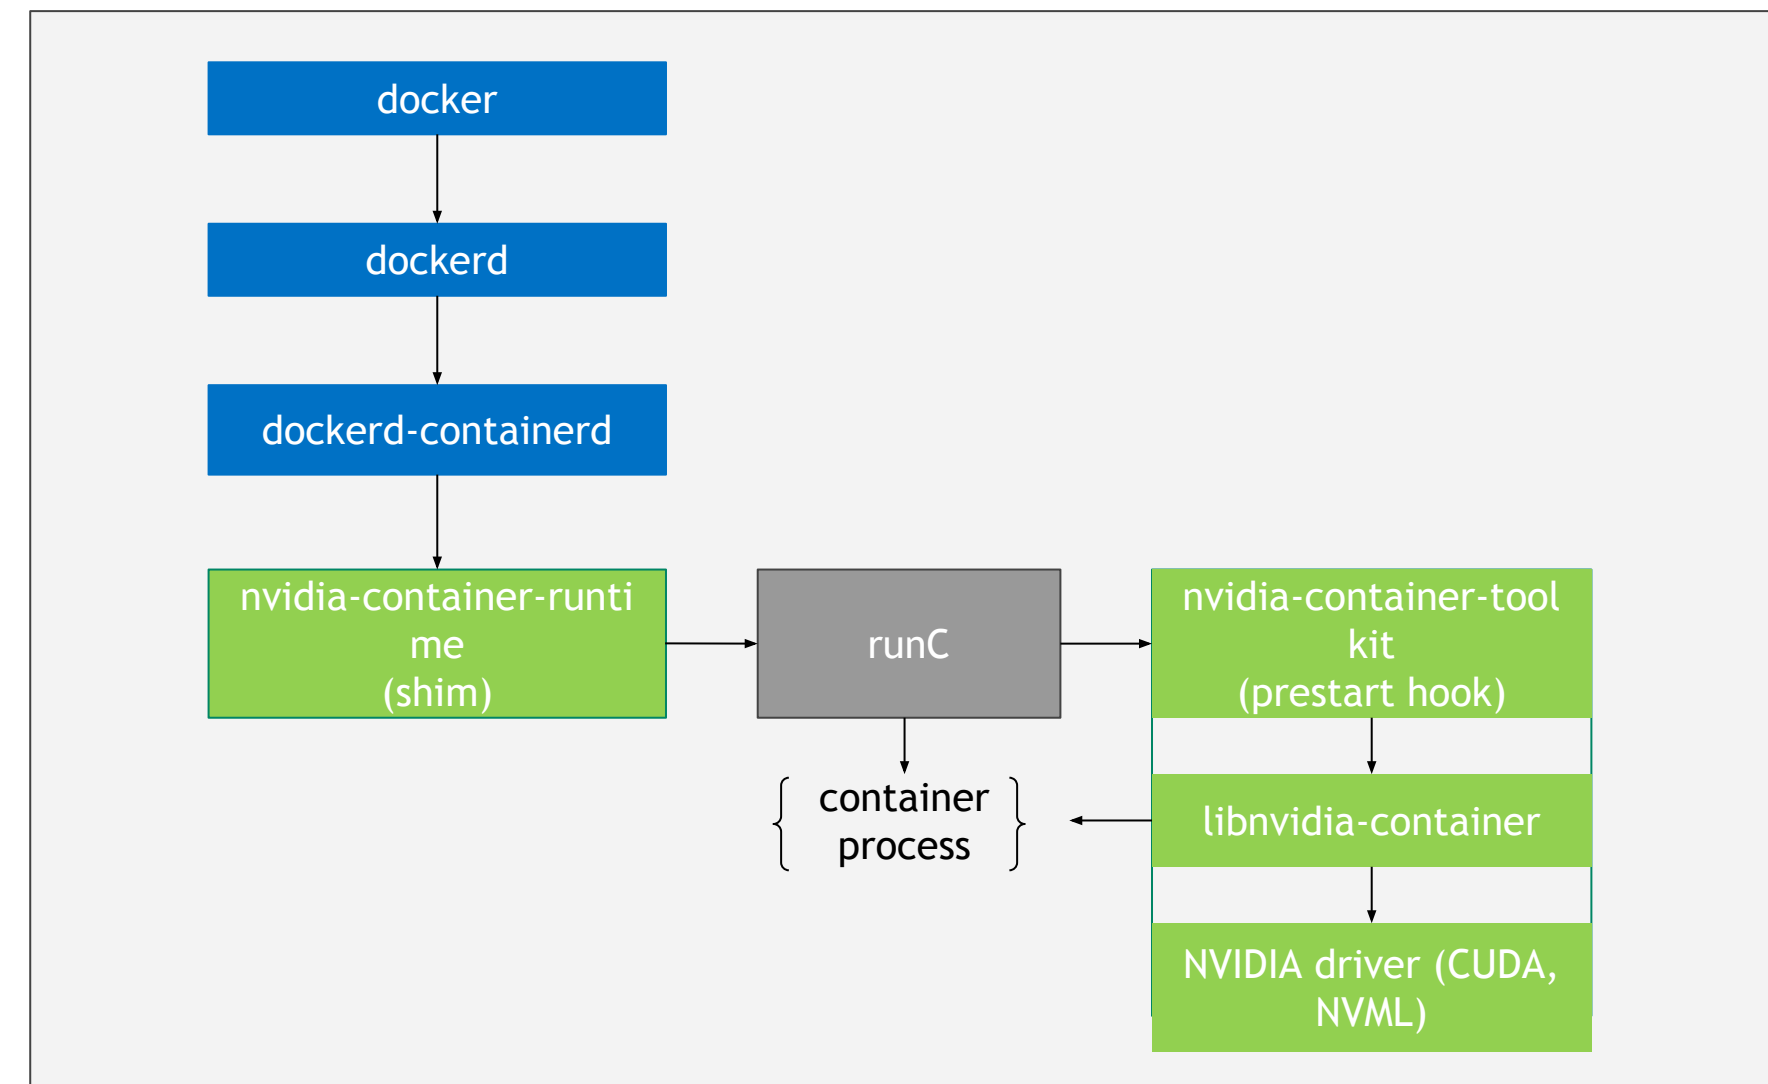 docker
dockerd
dockerd-containerd
nvidia-container-runti
me
(shim)
runC
nvidia-container-tool
kit
(prestart hook)
container
process
libnvidia-container
NVIDIA driver (CUDA,
NVML)